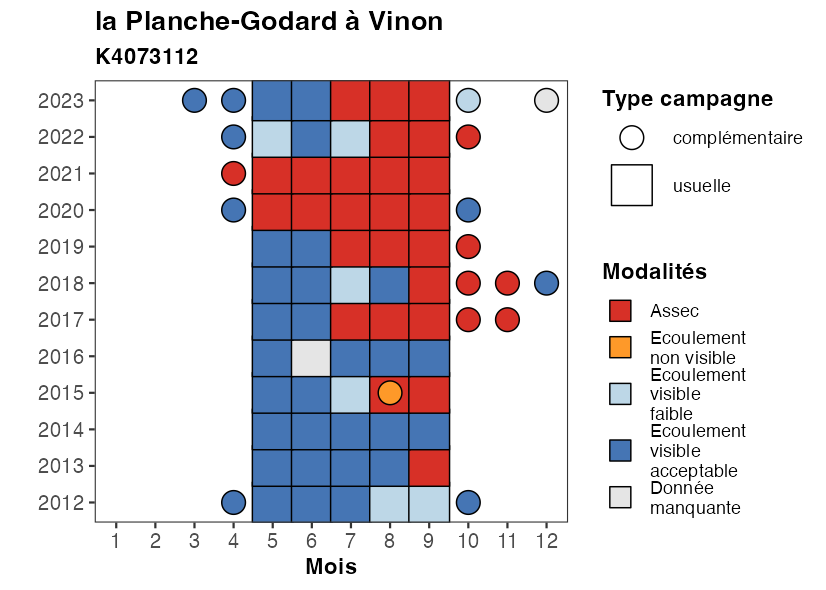 la Planche-Godard à Vinon
K4073112
2023
2022
2021
2020
2019
2018
2017
2016
2015
2014
2013
2012
1 2 3 4 5 6 7 8 9 10 11 12
Mois
Type campagne
complémentaire
usuelle
Modalités
Assec
Ecoulement
non visible
Ecoulement
visible
faible
Ecoulement
visible
acceptable
Donnée
manquante